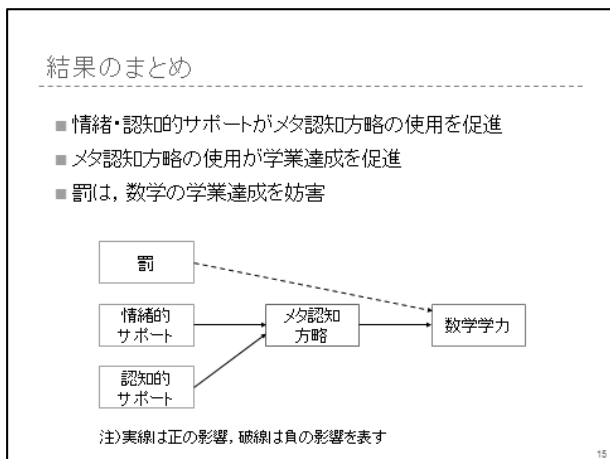 結果のまとめ
■情緒・認知的サポートがメタ認知方略の使用を促進
■メタ認知方略の使用が学業達成を促進
■罰は，数学の学業達成を妨害
罰
情緒的
サポート
メタ認知
方略
数学学力
認知的
サポート
注）実線は正の影響，破線は負の影響を表す
15